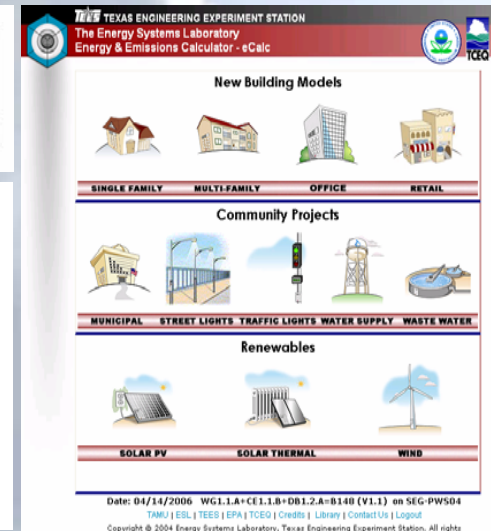 TEES TEXAS ENGINEERING EXPERIMENT STATION
The Energy Systems Laboratory
Energy & Emissions Calculator - eCalc
TCEQ
New Building Models
SINGLE FAMILY MULTI-FAMILY OFFICE RETAIL
Community Projects
MUNICIPAL STREET LIGHTS TRAFFIC LIGHTS WATER SUPPLY WASTE WATER
Renewables
SOLAR PV SOLAR THERMAL WIND
Date: 04/14/2006 WG1.1.A+CE1.1.B+DB1.2.A=B148 (V1.1) on SEG-PWS04
TAMU | ESL | TEES | EPA | TCEQ | Credits | Library | Contact Us | Logout
Copyright © 2004 Energy Systems Laboratory, Texas Engineering Experiment Station. All rights